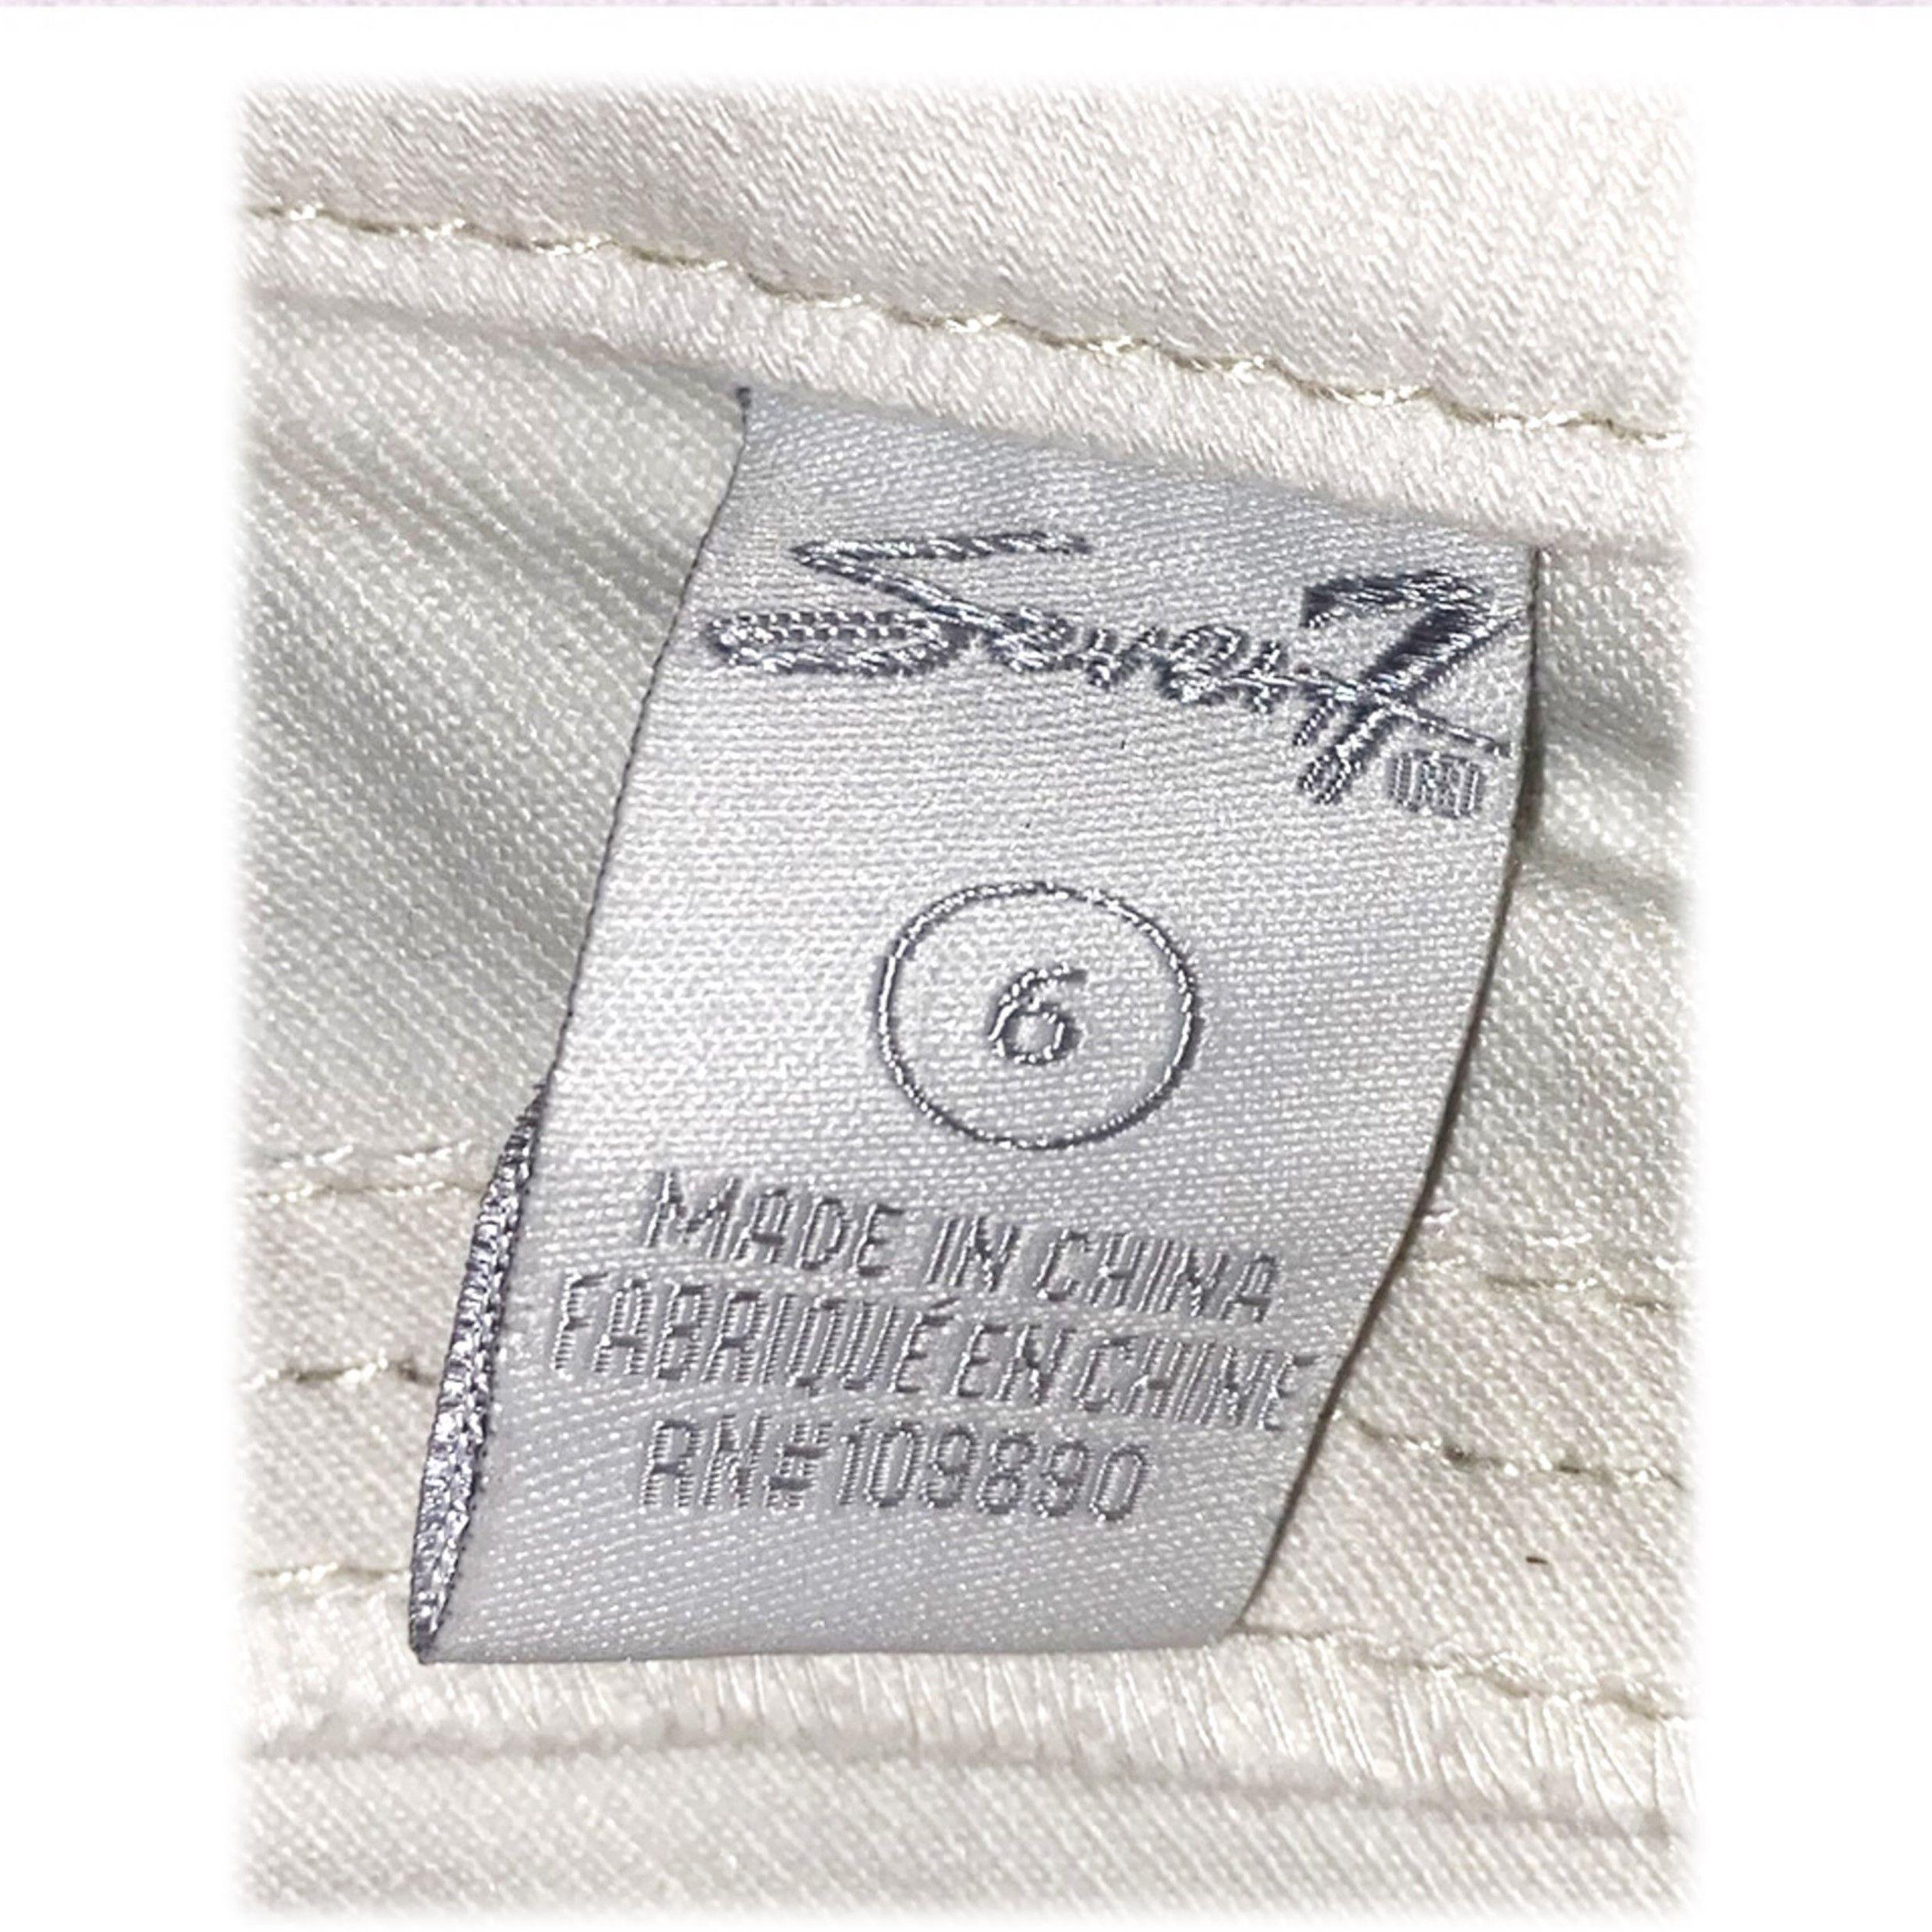 Seven7
6
MADE IN CHINA
FABRIQUÉ EN CHINE
RN#109890